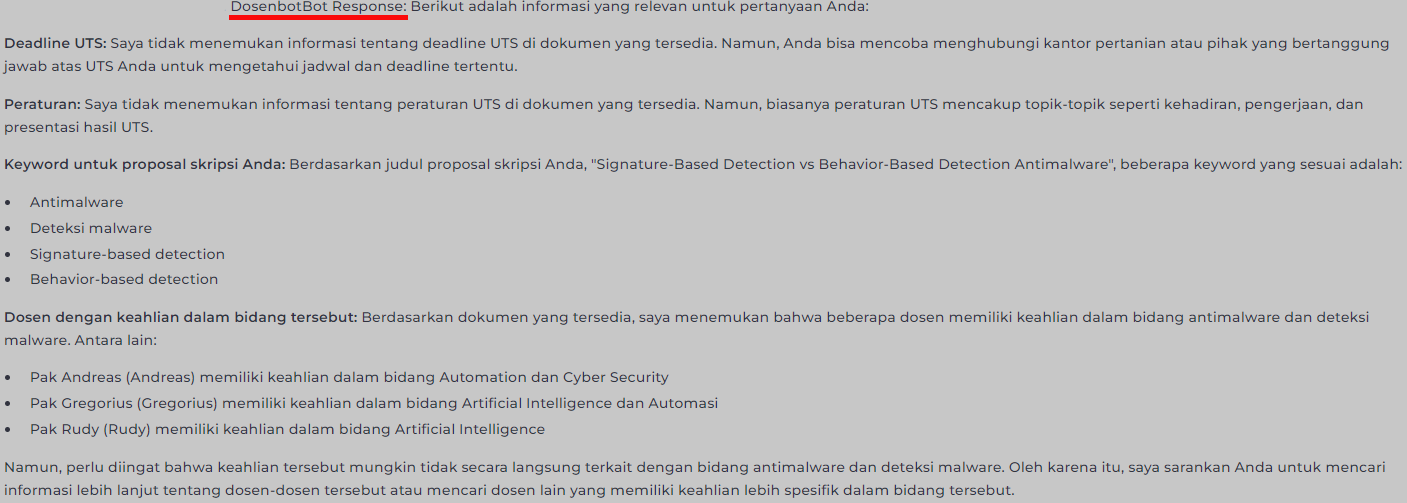 DosenbotBot Response: Berikut adalah informasi yang relevan untuk pertanyaan Anda:
Deadline UTS: Saya tidak menemukan informasi tentang deadline UTS di dokumen yang tersedia. Namun, Anda bisa mencoba menghubungi kantor pertanian atau pihak yang bertanggung
jawab atas UTS Anda untuk mengetahui jadwal dan deadline tertentu.
Peraturan: Saya tidak menemukan informasi tentang peraturan UTS di dokumen yang tersedia. Namun, biasanya peraturan UTS mencakup topik-topik seperti kehadiran, pengerjaan, dan
presentasi hasil UTS.
Keyword untuk proposal skripsi Anda: Berdasarkan judul proposal skripsi Anda, "Signature-Based Detection vs Behavior-Based Detection Antimalware", beberapa keyword yang sesuai adalah:
• Antimalware
• Deteksi malware
• Signature-based detection
• Behavior-based detection
Dosen dengan keahlian dalam bidang tersebut: Berdasarkan dokumen yang tersedia, saya menemukan bahwa beberapa dosen memiliki keahlian dalam bidang antimalware dan deteksi
malware. Antara lain:
• Pak Andreas (Andreas) memiliki keahlian dalam bidang Automation dan Cyber Security
• Pak Gregorius (Gregorius) memiliki keahlian dalam bidang Artificial Intelligence dan Automasi
• Pak Rudy (Rudy) memiliki keahlian dalam bidang Artificial Intelligence
Namun, perlu diingat bahwa keahlian tersebut mungkin tidak secara langsung terkait dengan bidang antimalware dan deteksi malware. Oleh karena itu, saya sarankan Anda untuk mencari
informasi lebih lanjut tentang dosen-dosen tersebut atau mencari dosen lain yang memiliki keahlian lebih spesifik dalam bidang tersebut.